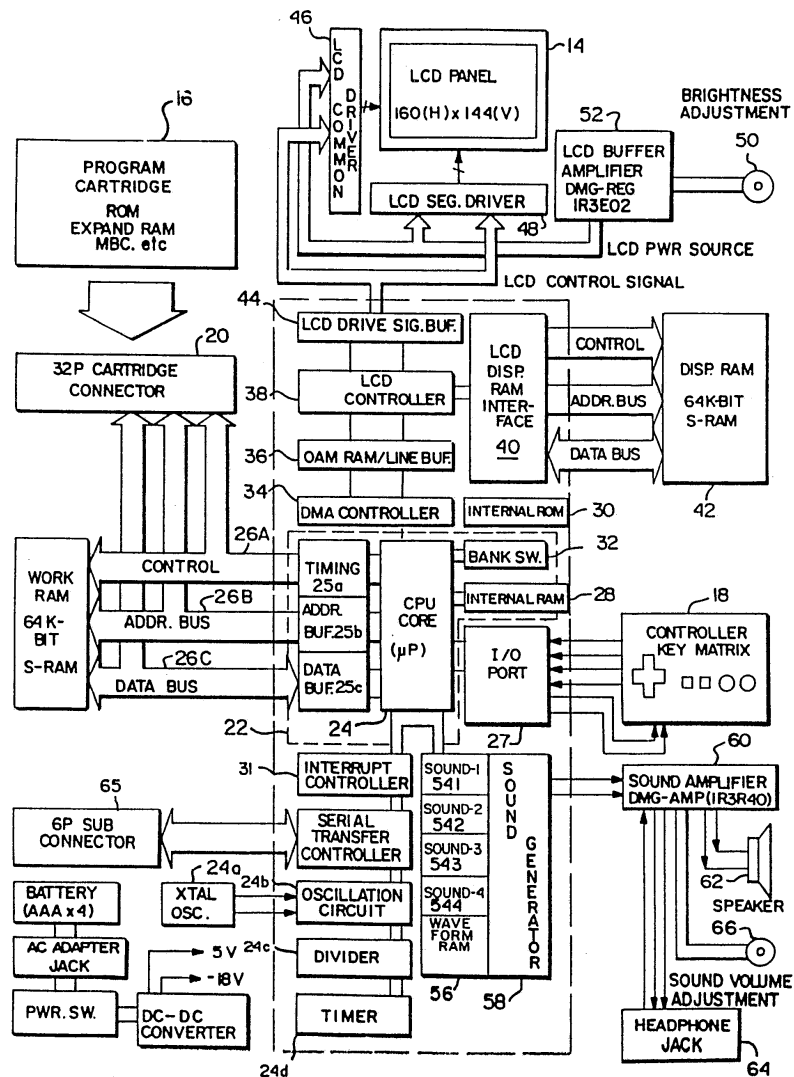 46
LCD COMMON
DRIVER
14
LCD PANEL
160(H)x144(V)
LCD SEG. DRIVER
48
52
LCD BUFFER
AMPLIFIER
DMG-REG
IR3E02
BRIGHTNESS
ADJUSTMENT
50
LCD PWR SOURCE
LCD CONTROL SIGNAL
16
PROGRAM
CARTRIDGE
ROM
EXPAND RAM
MBC. etc
20
32P CARTRIDGE
CONNECTOR
44
LCD DRIVE SIG.BUF.
38
LCD
CONTROLLER
36
OAM RAM/LINE BUF.
34
DMA CONTROLLER
LCD
DISP.
RAM
INTER-
FACE
40
CONTROL
ADDR.BUS
DATA BUS
DISP. RAM
64K-BIT
S-RAM
42
INTERNAL ROM
30
BANK SW.
32
INTERNAL RAM
28
WORK
RAM
64K-
BIT
S-RAM
26A
CONTROL
26B
ADDR. BUS
26C
DATA BUS
TIMING
25a
ADDR.
BUF.25b
DATA
BUF.25c
CPU
CORE
(µP)
22
24
I/O
PORT
27
18
CONTROLLER
KEY MATRIX
31
INTERRUPT
CONTROLLER
65
6P SUB
CONNECTOR
SERIAL
TRANSFER
CONTROLLER
24a
XTAL
OSC.
24b
OSCILLATION
CIRCUIT
24c
DIVIDER
TIMER
24d
BATTERY
(AAA x 4)
AC ADAPTER
JACK
PWR. SW.
DC-DC
CONVERTER
5V
-18V
SOUND-1
541
SOUND-2
542
SOUND-3
543
SOUND-4
544
WAVE
FORM
RAM
56
SOUND GENERATOR
58
60
SOUND AMPLIFIER
DMG-AMP(IR3R40)
62
SPEAKER
66
SOUND VOLUME
ADJUSTMENT
HEADPHONE
JACK
64